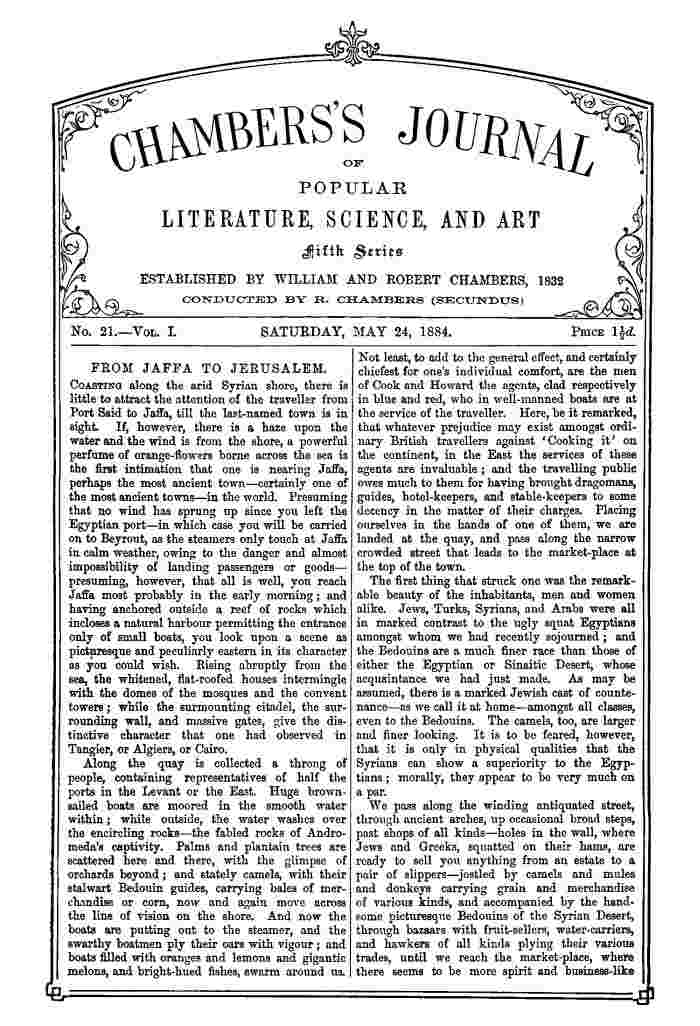 CHAMBERS'S JOURNAL
OF
POPULAR
LITERATURE, SCIENCE, AND ART
Fifth Series
ESTABLISHED BY WILLIAM AND ROBERT CHAMBERS, 1832
CONDUCTED BY R. CHAMBERS (SECUNDUS)
No. 21.—Vol. I.
SATURDAY, MAY 24, 1884.
Price 1½d.
FROM JAFFA TO JERUSALEM.
Coasting along the arid Syrian shore, there is
little to attract the attention of the traveller from
Port Said to Jaffa, till the last-named town is in
sight. If, however, there is a haze upon the
water and the wind is from the shore, a powerful
perfume of orange-flowers borne across the sea is
the first intimation that one is nearing Jaffa,
perhaps the most ancient town—certainly one of
the most ancient towns—in the world. Presuming
that no wind has sprung up since you left the
Egyptian port—in which case you will be carried
on to Beyrout, as the steamers only touch at Jaffa
in calm weather, owing to the danger and almost
impossibility of landing passengers or goods—
presuming, however, that all is well, you reach
Jaffa most probably in the early morning; and
having anchored outside a reef of rocks which
incloses a natural harbour permitting the entrance
only of small boats, you look upon a scene as
picturesque and peculiarly eastern in its character
as you could wish. Rising abruptly from the
sea, the whitened, flat-roofed houses intermingle
with the domes of the mosques and the convent
towers; while the surmounting citadel, the sur-
rounding wall, and massive gates, give the dis-
tinctive character that one had observed in
Tangier, or Algiers, or Cairo.
Along the quay is collected a throng of
people, containing representatives of half the
ports in the Levant or the East. Huge brown-
sailed boats are moored in the smooth water
within; while outside, the water washes over
the encircling rocks—the fabled rocks of Andro-
meda's captivity. Palms and plantain trees are
scattered here and there, with the glimpse of
orchards beyond; and stately camels, with their
stalwart Bedouin guides, carrying bales of mer-
chandise or corn, now and again move across
the line of vision on the shore. And now the
boats are putting out to the steamer, and the
swarthy boatmen ply their oars with vigour; and
boats filled with oranges and lemons and gigantic
melons, and bright-hued fishes, swarm around us.
Not least, to add to the general effect, and certainly
chiefest for one's individual comfort, are the men
of Cook and Howard the agents, clad respectively
in blue and red, who in well-manned boats are at
the service of the traveller. Here, be it remarked,
that whatever prejudice may exist amongst ordi-
nary British travellers against 'Cooking it' on
the continent, in the East the services of these
agents are invaluable; and the travelling public
owes much to them for having brought dragomans,
guides, hotel-keepers, and stable-keepers to some
decency in the matter of their charges. Placing
ourselves in the hands of one of them, we are
landed at the quay, and pass along the narrow
crowded street that leads to the market-place at
the top of the town.
The first thing that struck one was the remark-
able beauty of the inhabitants, men and women
alike. Jews, Turks, Syrians, and Arabs were all
in marked contrast to the ugly squat Egyptians
amongst whom we had recently sojourned; and
the Bedouins are a much finer race than those of
either the Egyptian or Sinaitic Desert, whose
acquaintance we had just made. As may be
assumed, there is a marked Jewish cast of counte-
nance—as we call it at home—amongst all classes,
even to the Bedouins. The camels, too, are larger
and finer looking. It is to be feared, however,
that it is only in physical qualities that the
Syrians can show a superiority to the Egyp-
tians; morally, they appear to be very much on
a par.
We pass along the winding antiquated street,
through ancient arches, up occasional broad steps,
past shops of all kinds—holes in the wall, where
Jews and Greeks, squatted on their hams, are
ready to sell you anything from an estate to a
pair of slippers—jostled by camels and mules
and donkeys carrying grain and merchandise
of various kinds, and accompanied by the hand-
some picturesque Bedouins of the Syrian Desert,
through bazaars with fruit-sellers, water-carriers,
and hawkers of all kinds plying their various
trades, until we reach the market-place, where
there seems to be more spirit and business-like